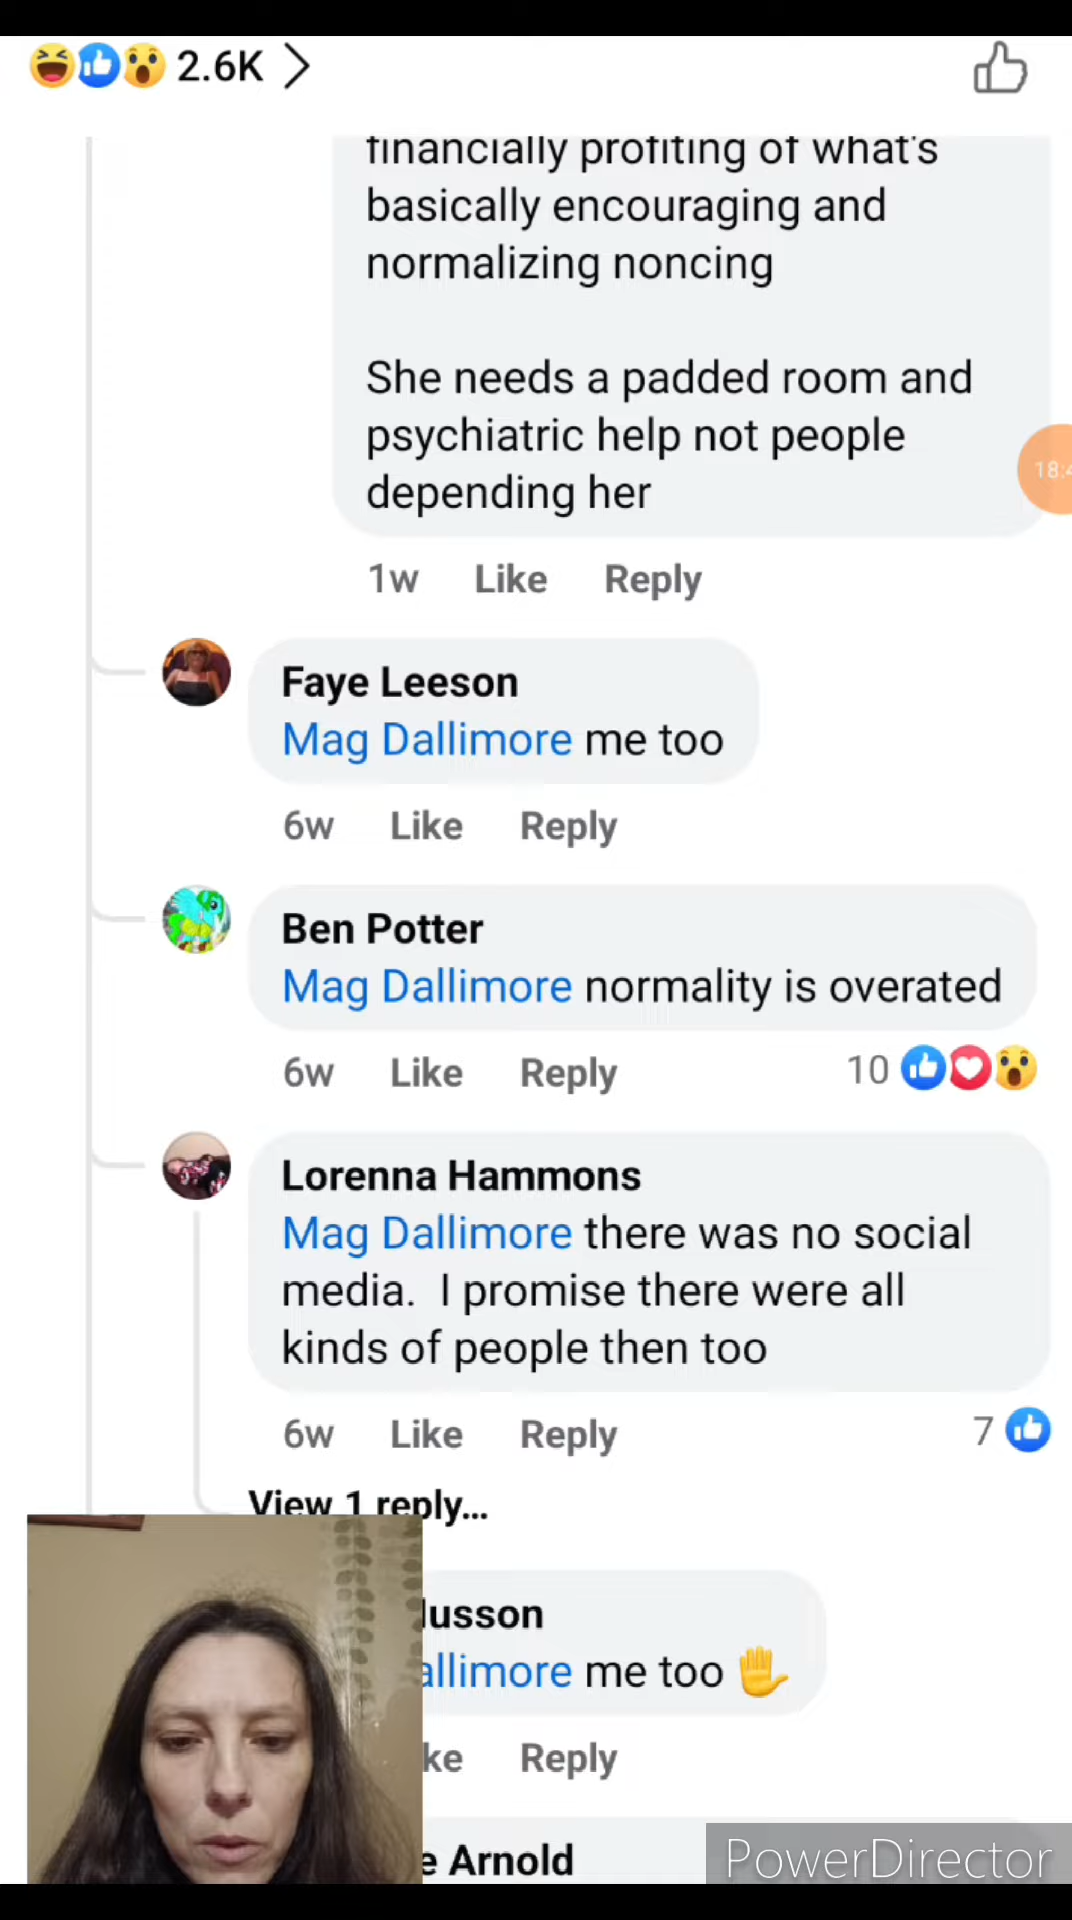 2.6K
financially profiting of what's
basically encouraging and
normalizing noncing
She needs a padded room and
psychiatric help not people
depending her
18:4
1w Like Reply
Faye Leeson
Mag Dallimore me too
6w Like Reply
Ben Potter
Mag Dallimore normality is overated
6w Like Reply 10
Lorenna Hammons
Mag Dallimore there was no social
media. I promise there were all
kinds of people then too
6w Like Reply 7
View 1 reply...
lusson
allimore me too
ke Reply
e Arnold
PowerDirector